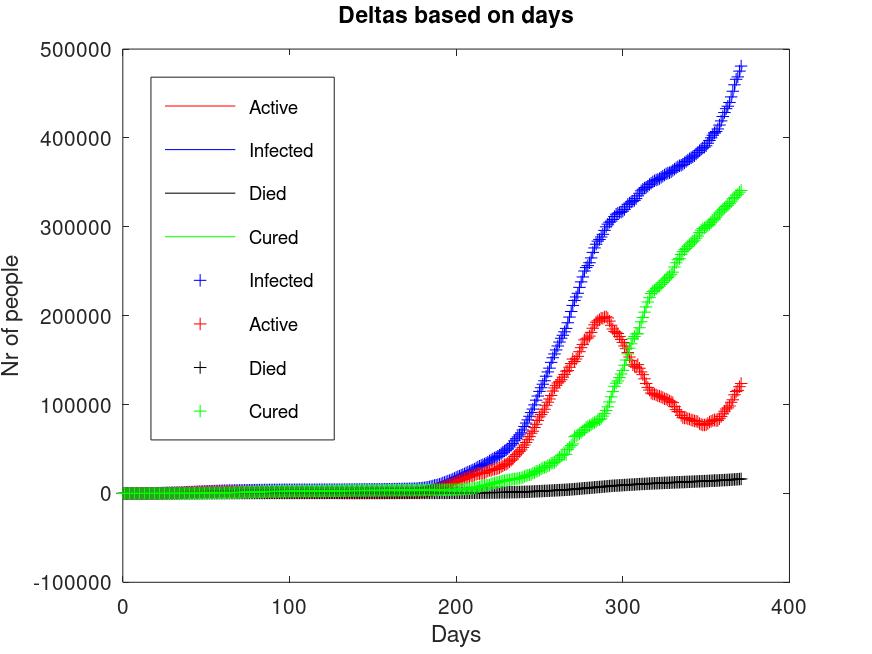 Deltas based on days
500000
400000
300000
200000
100000
0
-100000
Nr of people
Active
Infected
Died
Cured
Infected
Active
Died
Cured
0 100 200 300 400
Days